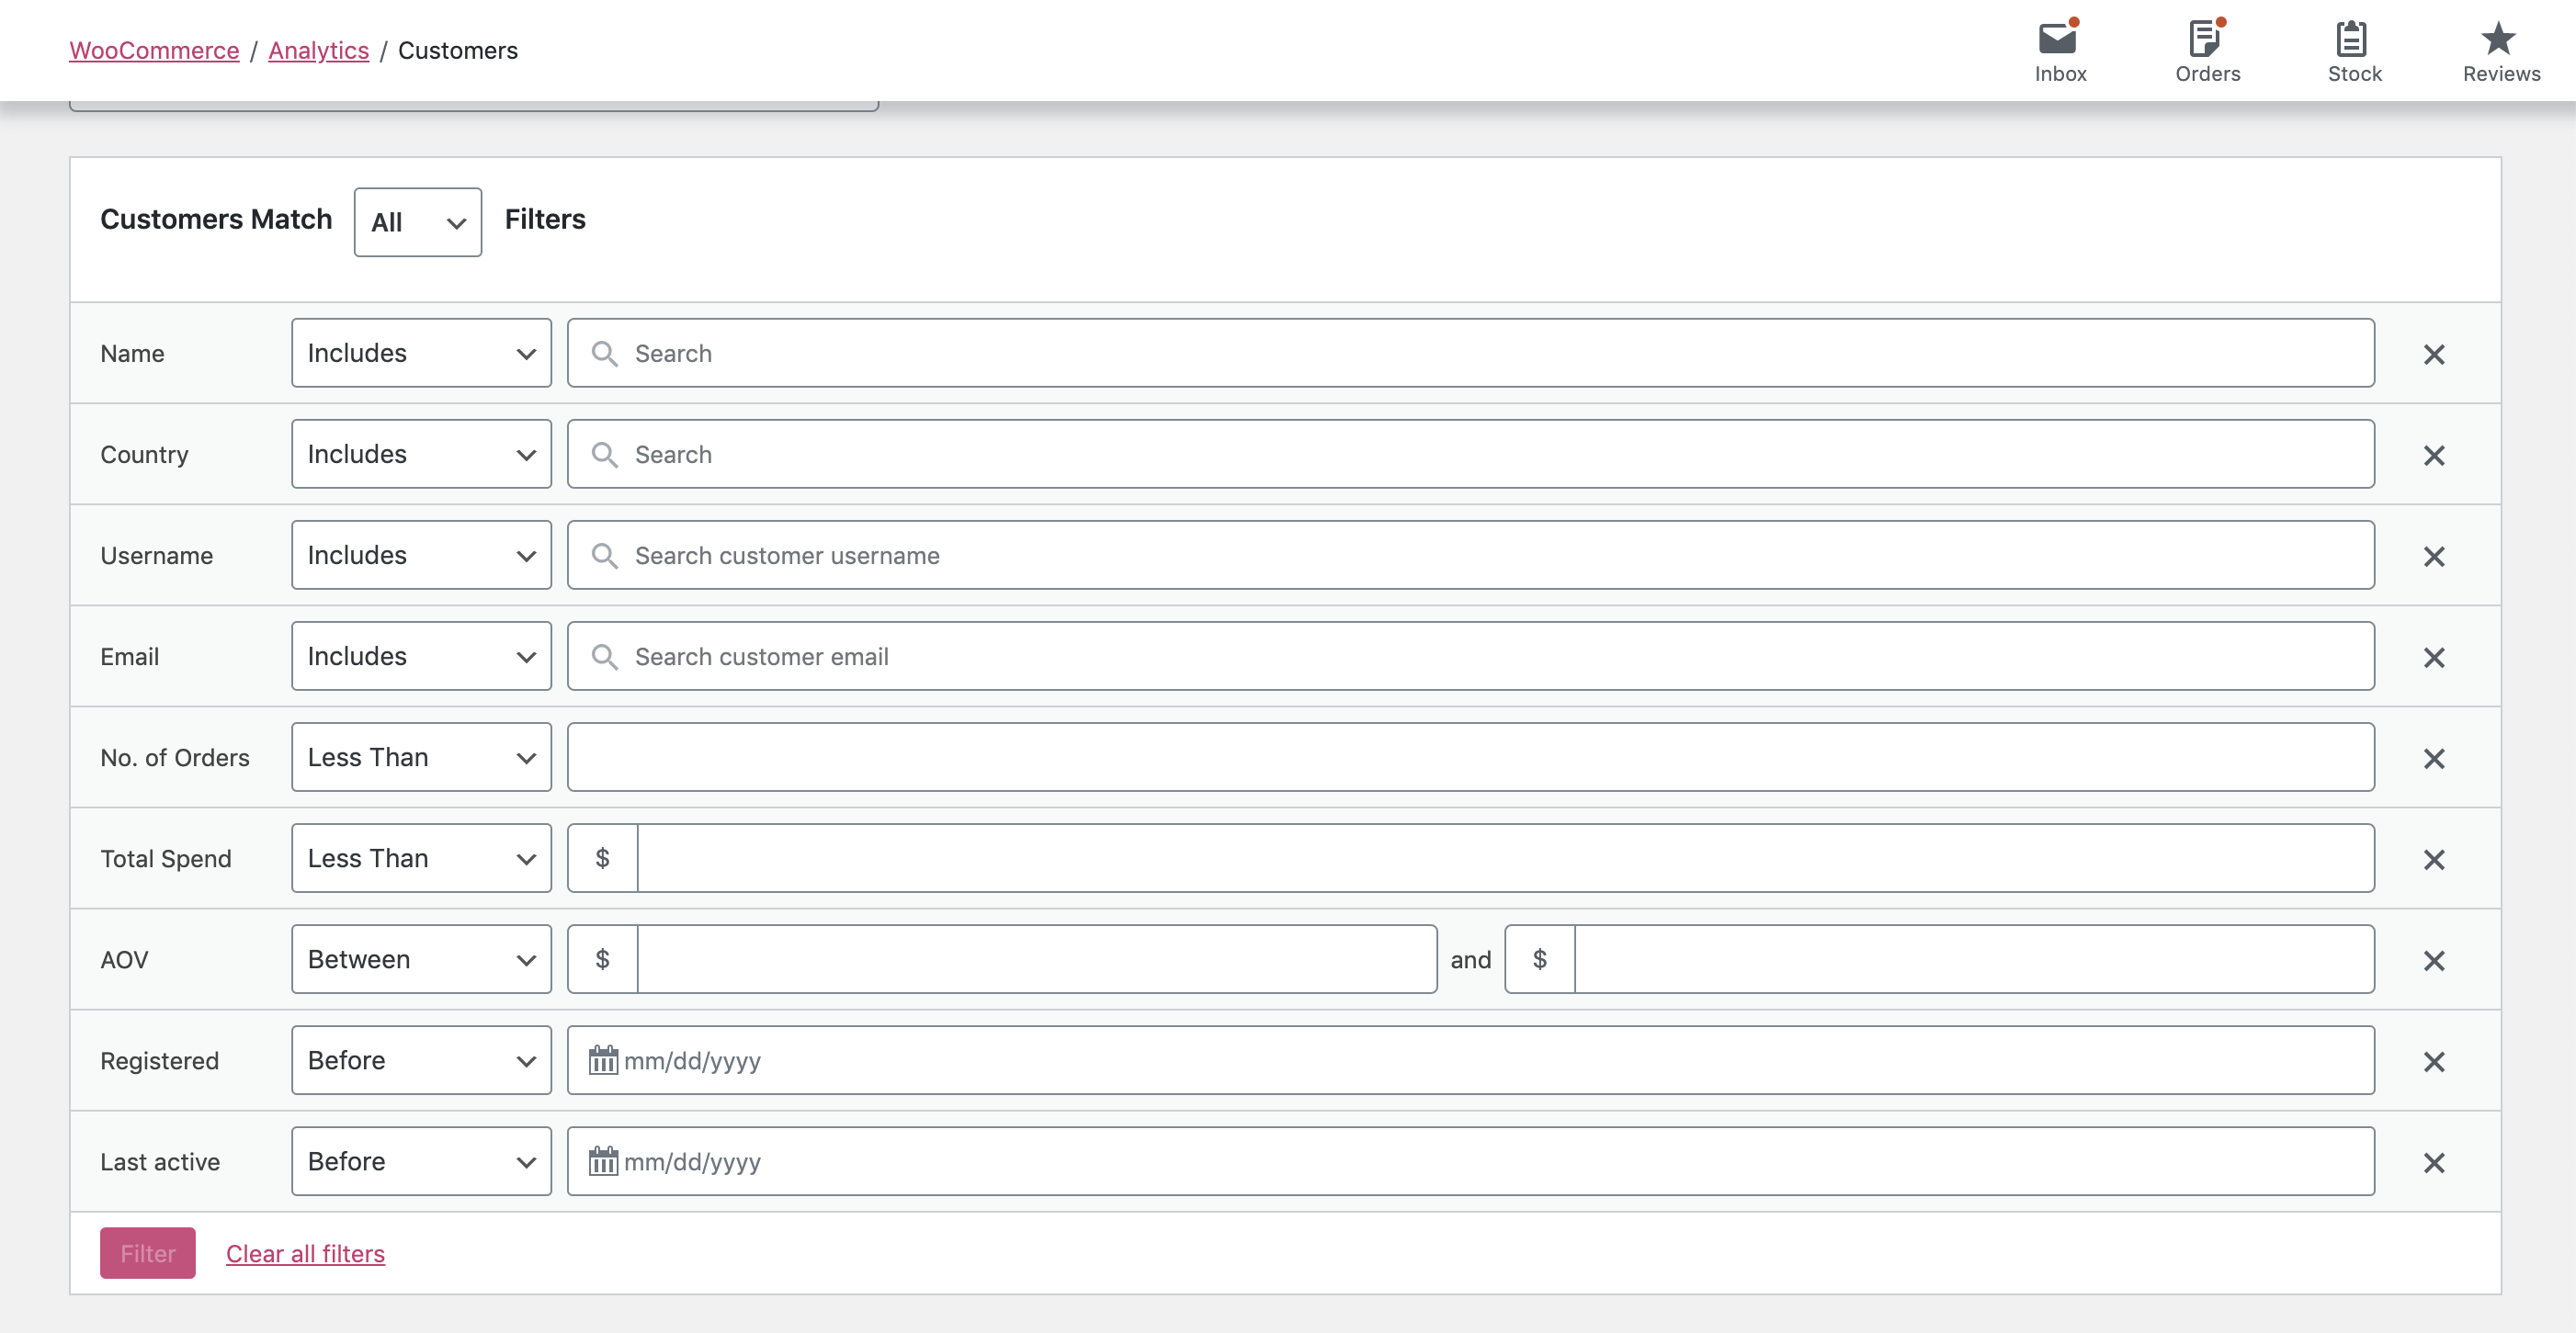 WooCommerce / Analytics / Customers
Inbox
Orders
Stock
Reviews
Customers Match All Filters
Name Includes Search
Country Includes Search
Username Includes Search customer username
Email Includes Search customer email
No. of Orders Less Than
Total Spend Less Than $
AOV Between $ and $
Registered Before mm/dd/yyyy
Last active Before mm/dd/yyyy
Filter Clear all filters